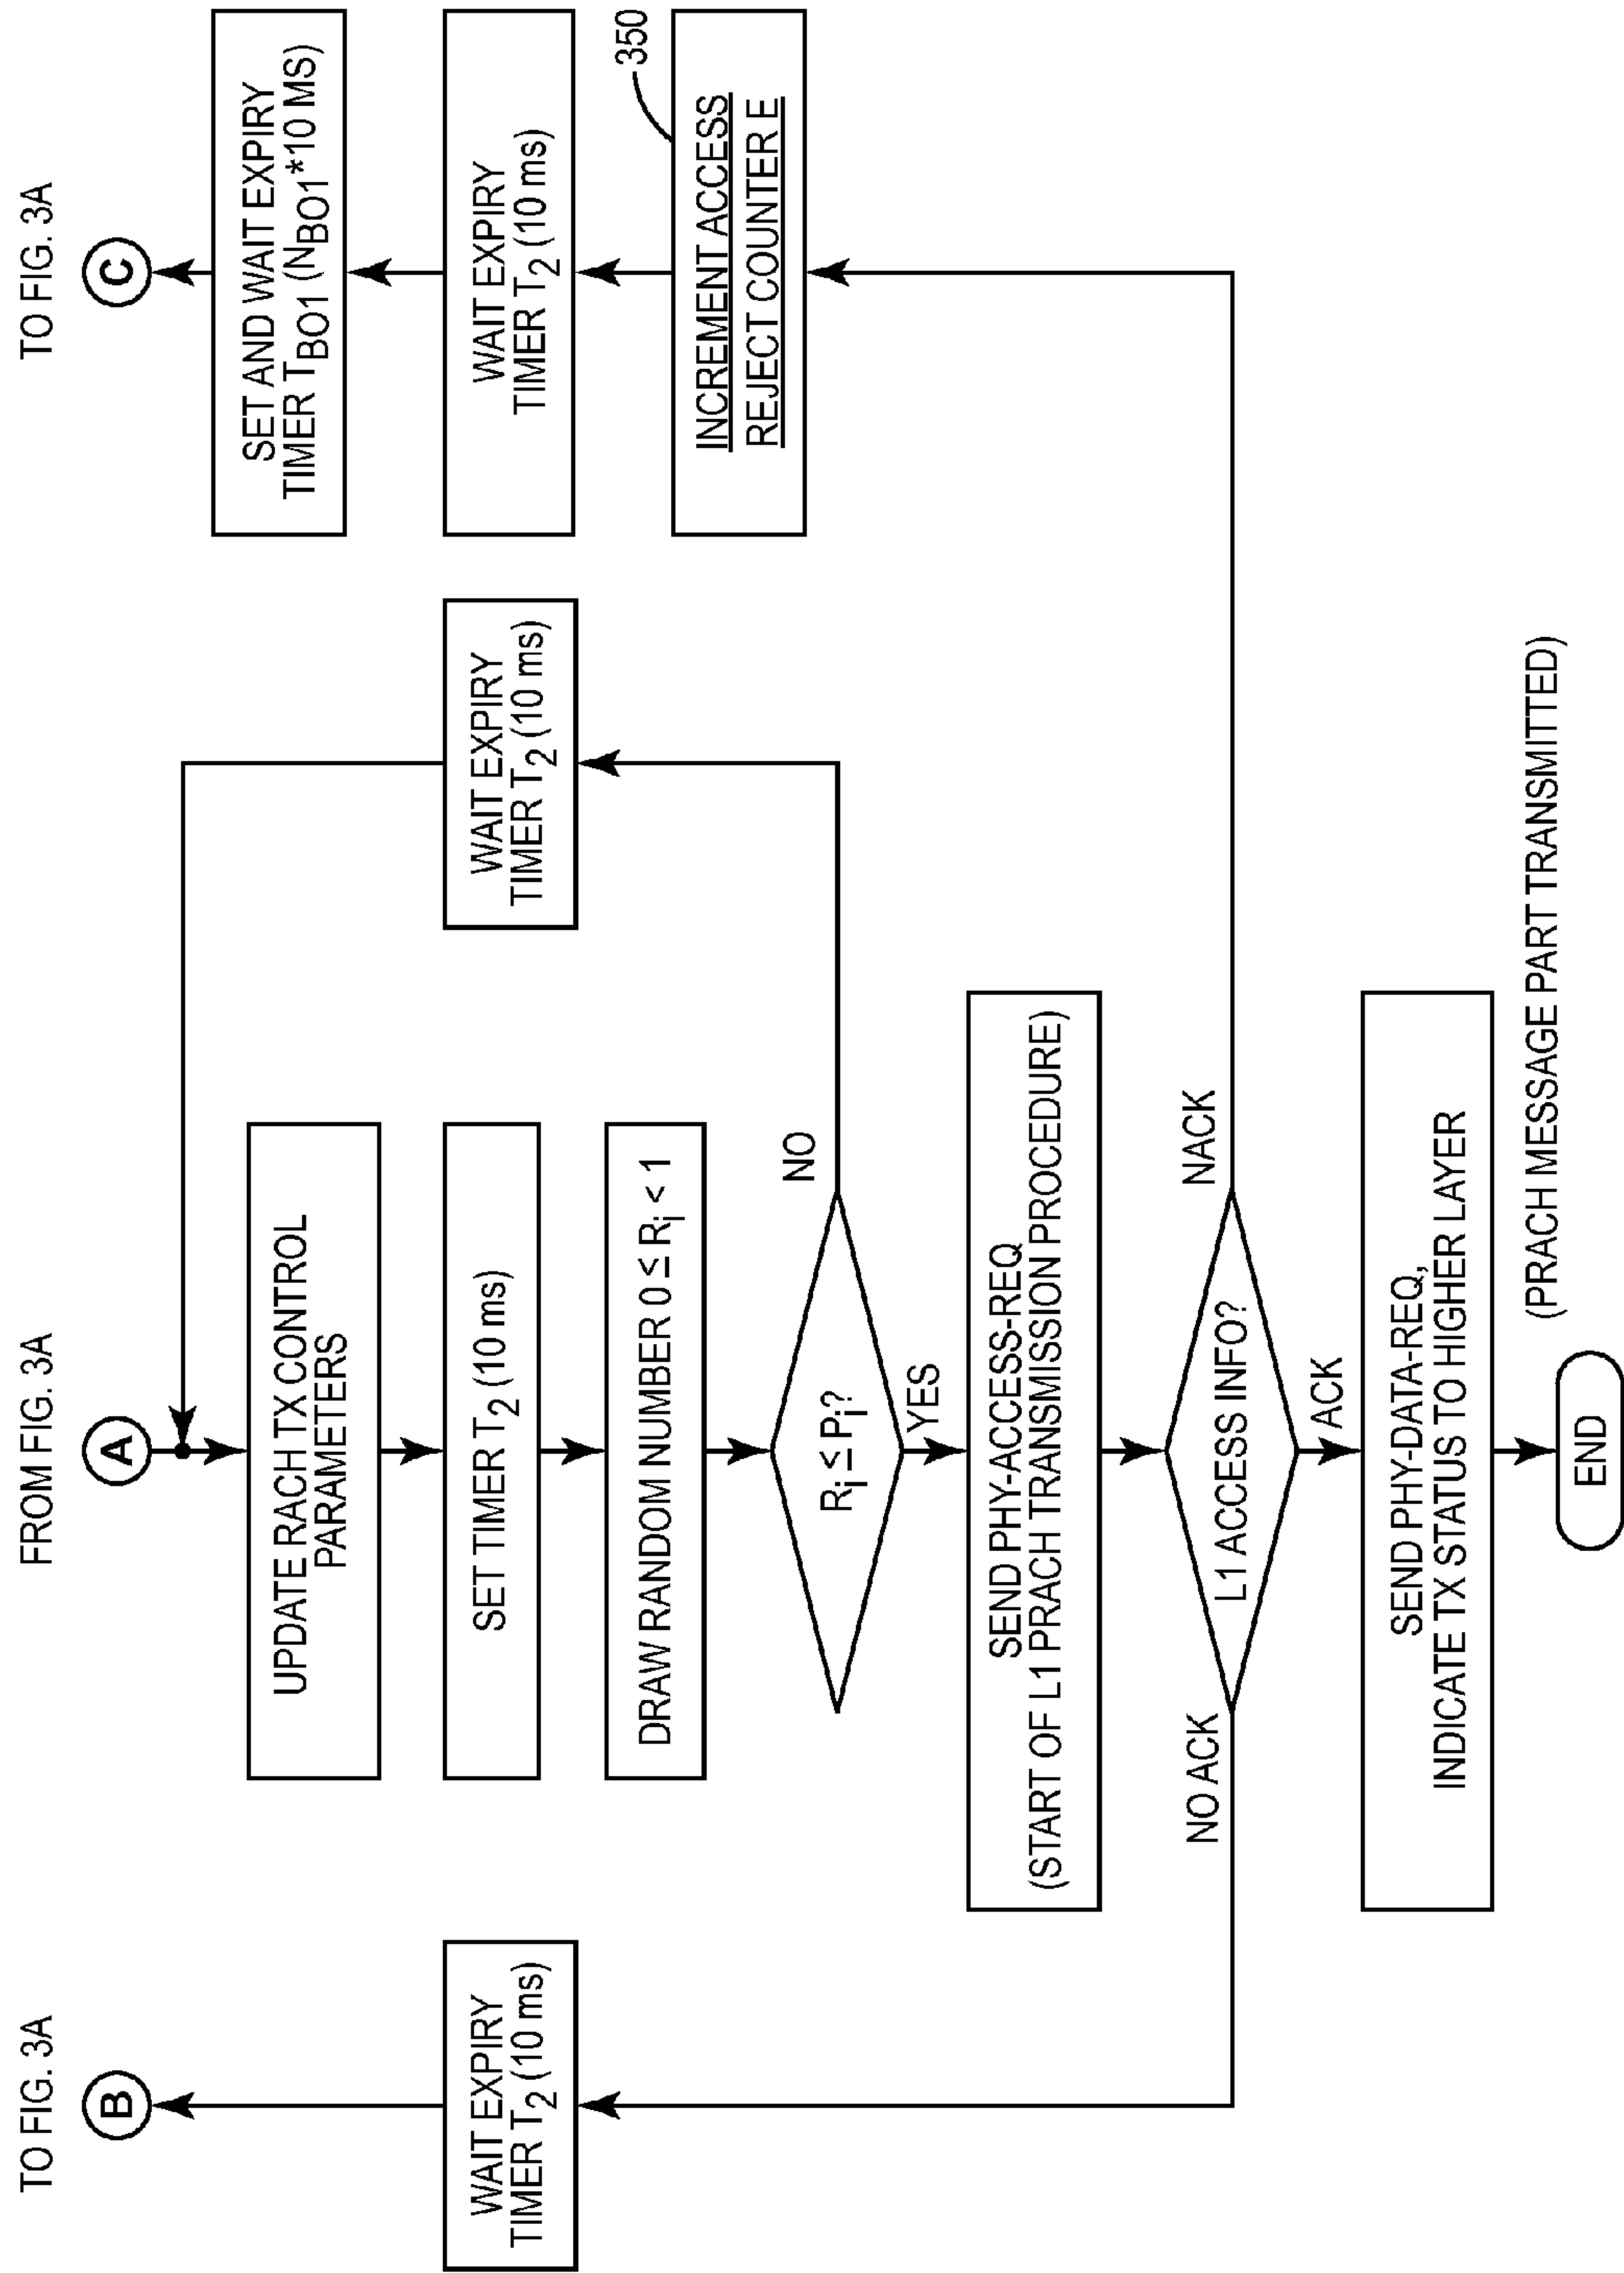 TO FIG. 3A
FROM FIG. 3A
TO FIG. 3A
B
A
C
UPDATE RACH TX CONTROL
PARAMETERS
SET TIMER T2 (10 ms)
DRAW RANDOM NUMBER 0 ≤ Ri < 1
Ri ≤ Pi?
NO
YES
WAIT EXPIRY
TIMER T2 (10 ms)
SEND PHY-ACCESS-REQ
(START OF L1 PRACH TRANSMISSION PROCEDURE)
L1 ACCESS INFO?
NO ACK
NACK
ACK
WAIT EXPIRY
TIMER T2 (10 ms)
SET AND WAIT EXPIRY
TIMER TBO1 (NBO1*10 MS)
WAIT EXPIRY
TIMER T2 (10 ms)
350
INCREMENT ACCESS
REJECT COUNTER E
SEND PHY-DATA-REQ,
INDICATE TX STATUS TO HIGHER LAYER
(PRACH MESSAGE PART TRANSMITTED)
END